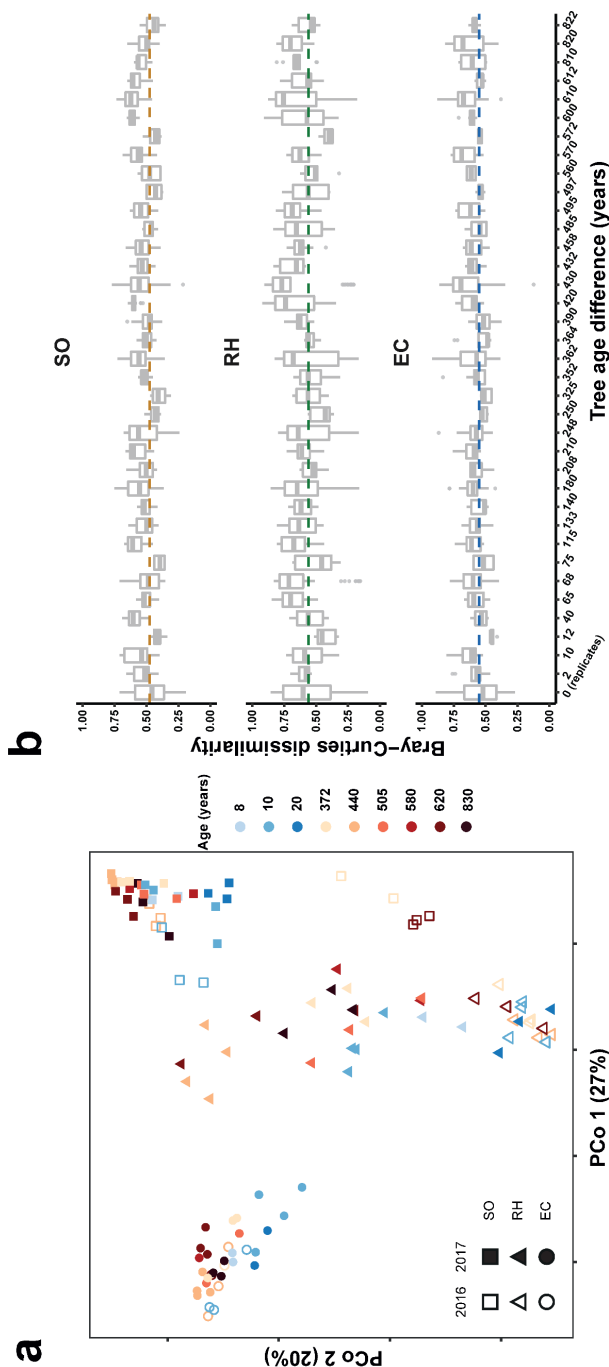 a
PCo 2 (20%)
PCo 1 (27%)
2016 2017
SO
RH
EC
Age (years)
8
10
20
372
440
505
580
620
830
b
Bray−Curties dissimilarity
SO
1.00
0.75
0.50
0.25
0.00
RH
1.00
0.75
0.50
0.25
0.00
EC
1.00
0.75
0.50
0.25
0.00
0 (replicates) 2 10 12 40 65 68 75 115 133 140 180 208 210 248 250 325 352 362 364 390 420 430 432 458 485 495 497 560 570 572 600 610 612 810 820 822
Tree age difference (years)